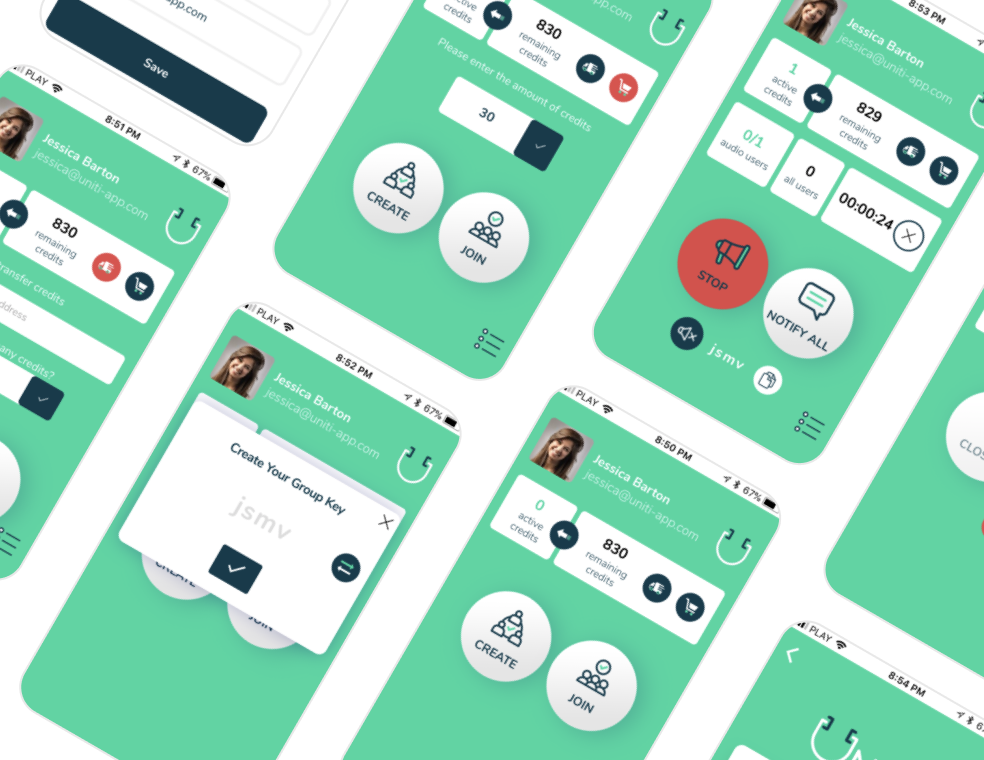 app.com
Save
PLAY
8:51 PM
67%
Jessica Barton
jessica@uniti-app.com
830
remaining
credits
transfer credits
address
any credits?
credits
830
remaining
credits
Please enter the amount of credits
30
CREATE
JOIN
8:53 PM
Jessica Barton
jessica@uniti-app.com
1
active
credits
829
remaining
credits
0/1
audio users
0
all users
00:00:24
STOP
NOTIFY ALL
jsmv
PLAY
8:52 PM
67%
Jessica Barton
jessica@uniti-app.com
Create Your Group Key
jsmv
CREATE
JOIN
PLAY
8:50 PM
67%
Jessica Barton
jessica@uniti-app.com
0
active
credits
830
remaining
credits
CREATE
JOIN
PLAY
8:54 PM